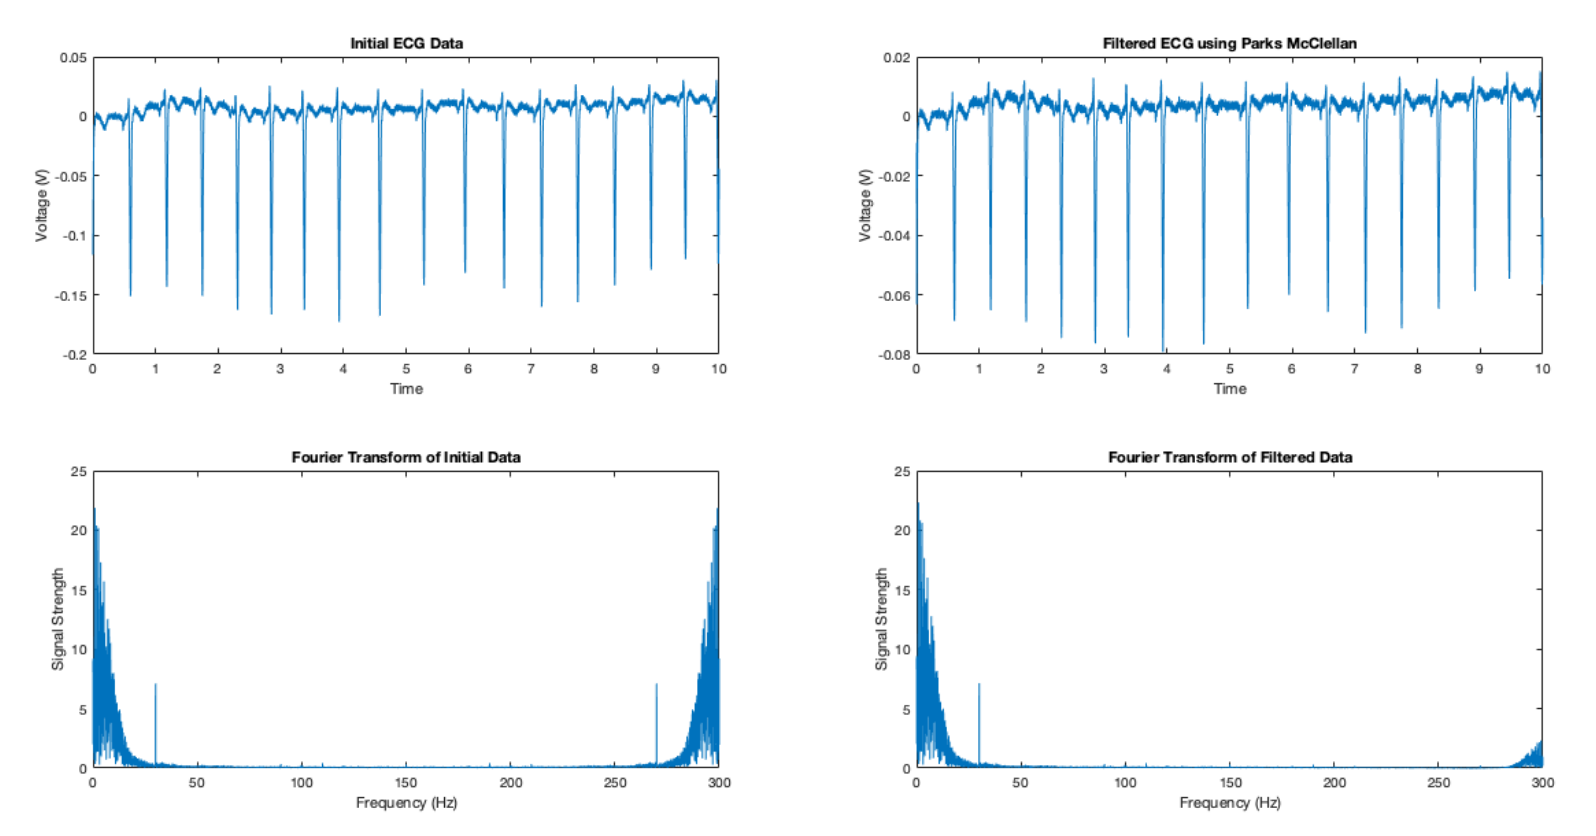 Initial ECG Data
0.05
0
-0.05
-0.1
-0.15
-0.2
Voltage (V)
0 1 2 3 4 5 6 7 8 9 10
Time
Filtered ECG using Parks McClellan
0.02
0
-0.02
-0.04
-0.06
-0.08
Voltage (V)
0 1 2 3 4 5 6 7 8 9 10
Time
Fourier Transform of Initial Data
25
20
15
10
5
0
Signal Strength
0 50 100 150 200 250 300
Frequency (Hz)
Fourier Transform of Filtered Data
25
20
15
10
5
0
Signal Strength
0 50 100 150 200 250 300
Frequency (Hz)